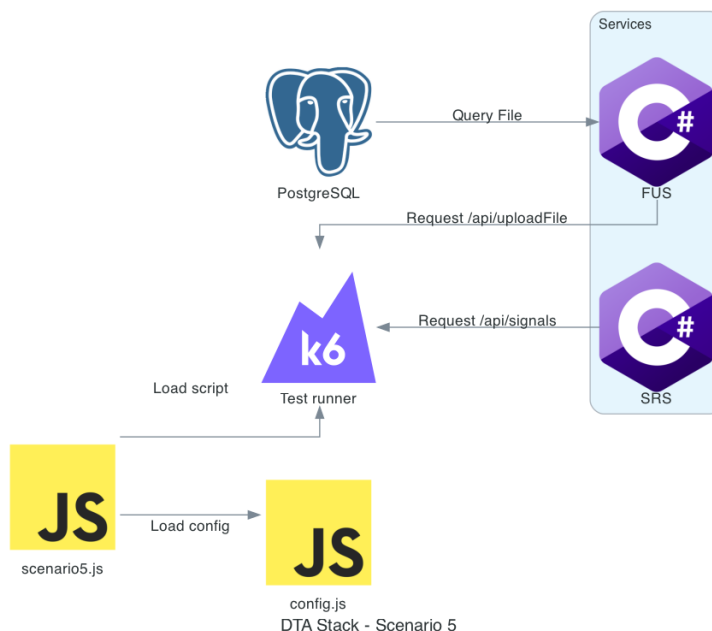 Services
C#
Query File
PostgreSQL
FUS
Request /api/uploadFile
C#
k6
Request /api/signals
Load script
Test runner
SRS
JS
scenario5.js
Load config
JS
config.js
DTA Stack - Scenario 5